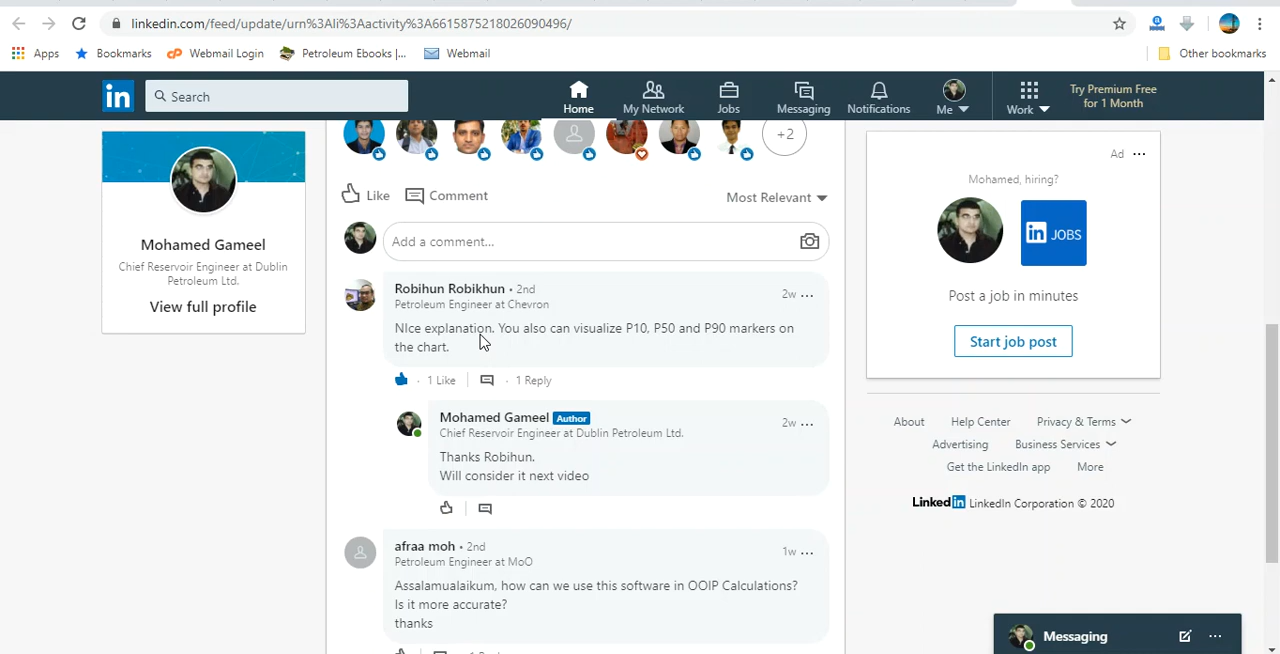 linkedin.com/feed/update/urn%3Ali%3Aactivity%3A6615875218026090496/
Apps Bookmarks Webmail Login Petroleum Ebooks |... Webmail Other bookmarks
in Search Home My Network Jobs Messaging Notifications Me Work Try Premium Free
for 1 Month
+2
Like Comment Most Relevant
Add a comment...
Mohamed Gameel
Chief Reservoir Engineer at Dublin
Petroleum Ltd.
View full profile
Robihun Robikhun • 2nd 2w ...
Petroleum Engineer at Chevron
NIce explanation. You also can visualize P10, P50 and P90 markers on
the chart.
· 1 Like · 1 Reply
Mohamed Gameel Author 2w ...
Chief Reservoir Engineer at Dublin Petroleum Ltd.
Thanks Robihun.
Will consider it next video
afraa moh • 2nd 1w ...
Petroleum Engineer at MoO
Assalamualaikum, how can we use this software in OOIP Calculations?
Is it more accurate?
thanks
Ad ...
Mohamed, hiring?
in JOBS
Post a job in minutes
Start job post
About Help Center Privacy & Terms
Advertising Business Services
Get the LinkedIn app More
Linked in LinkedIn Corporation © 2020
Messaging ...